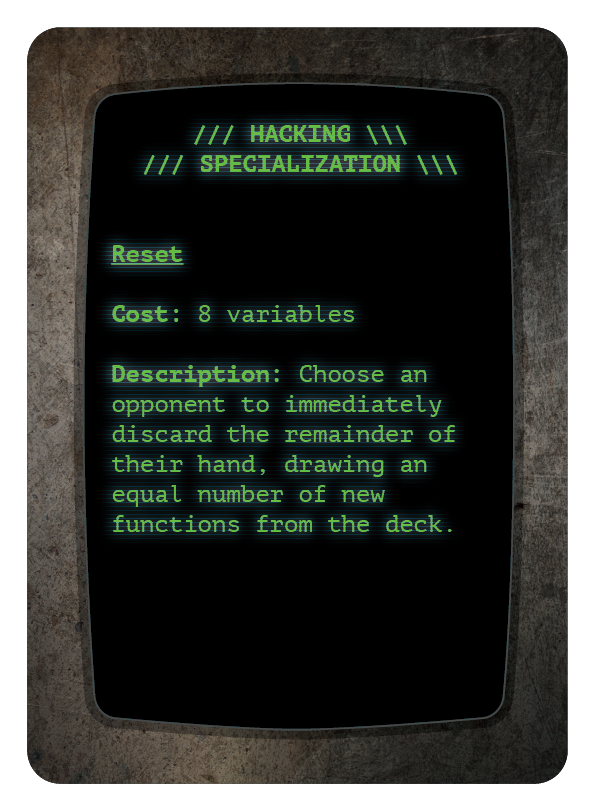 /// HACKING \\\
/// SPECIALIZATION \\\
Reset
Cost: 8 variables
Description: Choose an
opponent to immediately
discard the remainder of
their hand, drawing an
equal number of new
functions from the deck.